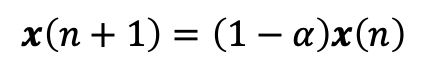 𝒙(𝑛 + 1) = (1 − 𝛼)𝒙(𝑛)